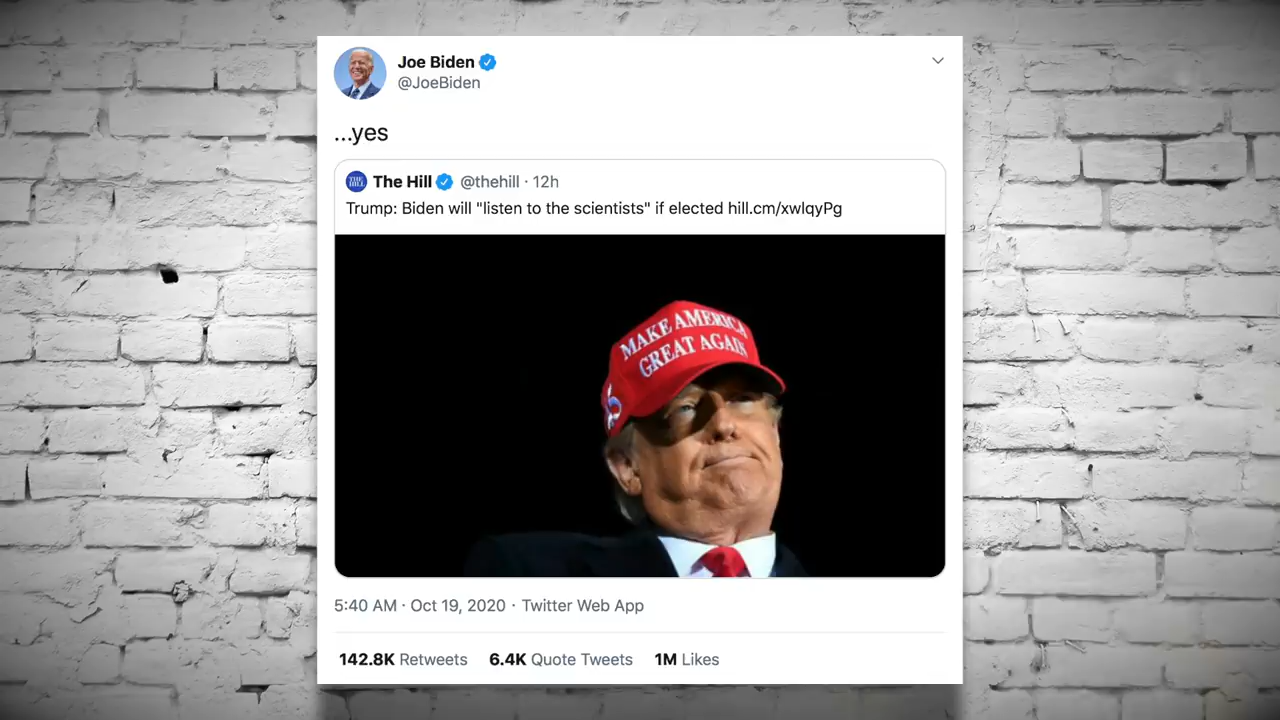 Joe Biden
@JoeBiden
...yes
THE HILL
The Hill @thehill · 12h
Trump: Biden will "listen to the scientists" if elected hill.cm/xwlqyPg
MAKE AMERICA
GREAT AGAIN
5:40 AM · Oct 19, 2020 · Twitter Web App
142.8K Retweets 6.4K Quote Tweets 1M Likes